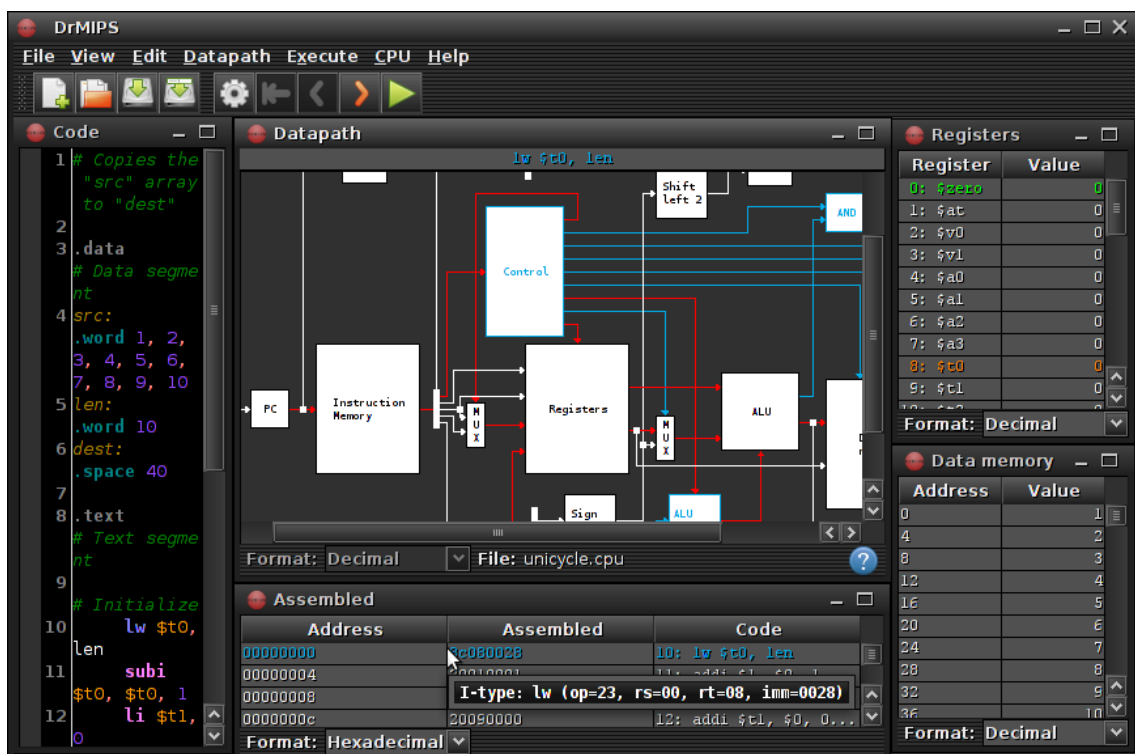 DrMIPS
File View Edit Datapath Execute CPU Help
Code
1 # Copies the
"src" array
to "dest"
2
3 .data
# Data segme
nt
4 src:
.word 1, 2,
3, 4, 5, 6,
7, 8, 9, 10
5 len:
.word 10
6 dest:
.space 40
7
8 .text
# Text segme
nt
9
# Initialize
10 lw $t0,
len
11 subi
$t0, $t0, 1
12 li $t1,
0
Datapath
lw $t0, len
Shift
left 2
AND
Control
PC
Instruction
Memory
M
U
X
Registers
M
U
X
ALU
D
Sign
ALU
Format: Decimal
File: unicycle.cpu
Assembled
Address Assembled Code
00000000 8c080028 10: lw $t0, len
00000004
00000008
I-type: lw (op=23, rs=00, rt=08, imm=0028)
0000000c 20090000 12: addi $t1, $0, 0...
Format: Hexadecimal
Registers
Register Value
0: $zero 0
1: $at 0
2: $v0 0
3: $v1 0
4: $a0 0
5: $a1 0
6: $a2 0
7: $a3 0
8: $t0 0
9: $t1 0
Format: Decimal
Data memory
Address Value
0 1
4 2
8 3
12 4
16 5
20 6
24 7
28 8
32 9
36 10
Format: Decimal